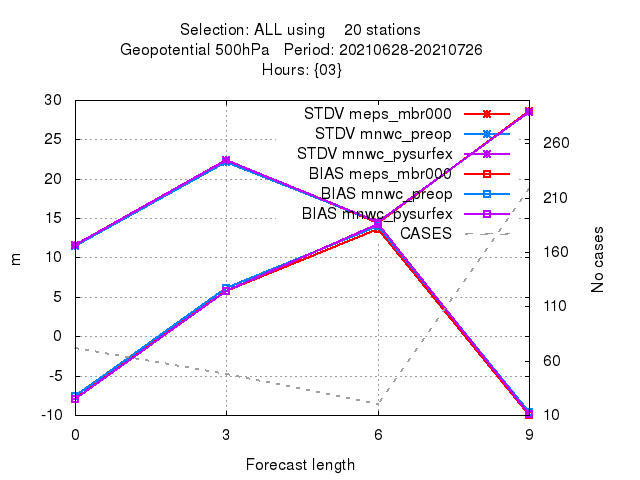 Selection: ALL using 20 stations
Geopotential 500hPa Period: 20210628-20210726
Hours: {03}
30
25
20
15
10
5
0
-5
-10
m
STDV meps_mbr000
STDV mnwc_preop
STDV mnwc_pysurfex
BIAS meps_mbr000
BIAS mnwc_preop
BIAS mnwc_pysurfex
CASES
260
210
160
110
60
10
No cases
0 3 6 9
Forecast length